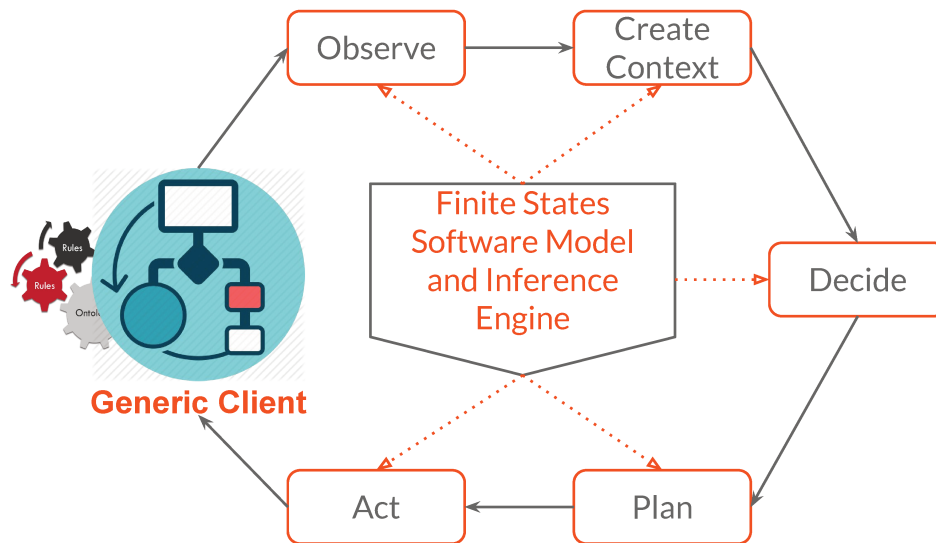 Observe
Create
Context
Finite States
Software Model
and Inference
Engine
Decide
Rules
Rules
Generic Client
Act
Plan